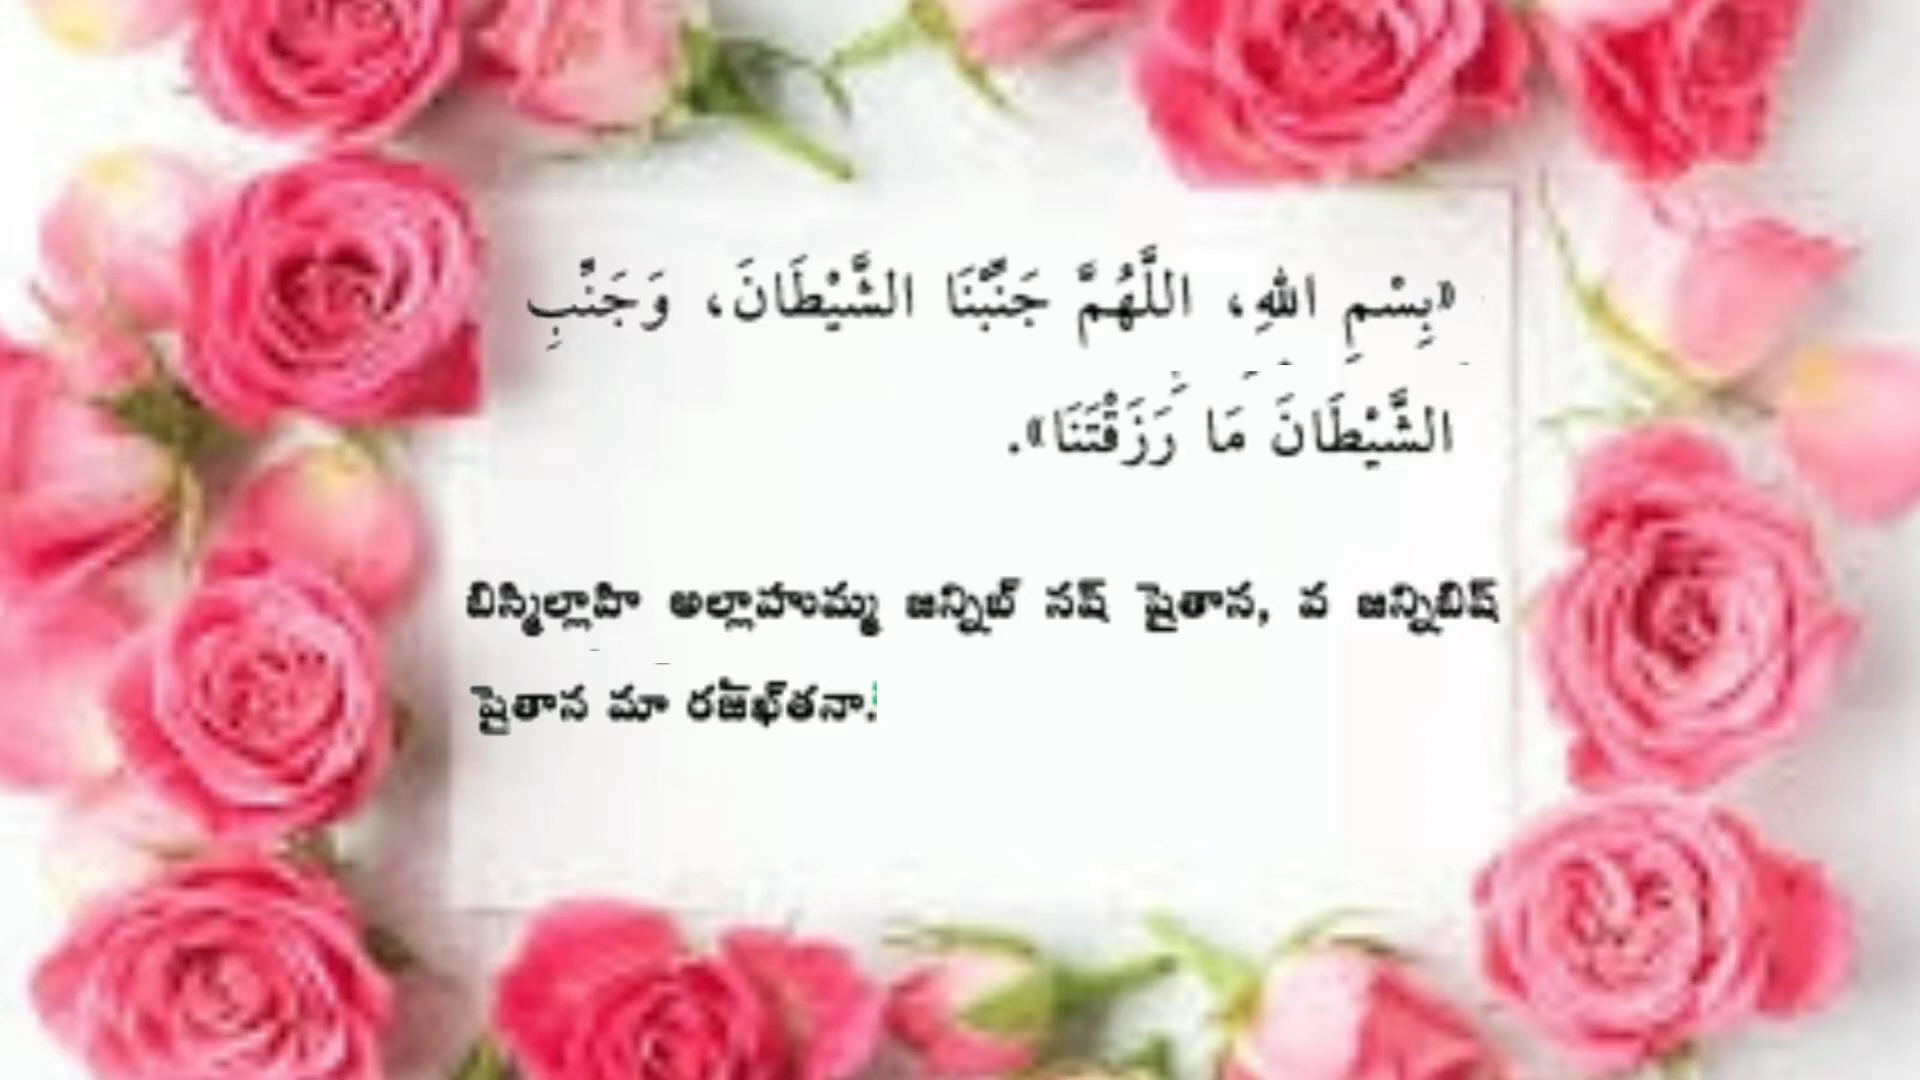 «بِسْمِ اللهِ، اللَّهُمَّ جَنِّبْنَا الشَّيْطَانَ، وَجَنِّبِ
الشَّيْطَانَ مَا رَزَقْتَنَا».
బిస్మిల్లాహి అల్లాహుమ్మ జన్నిబ్ నష్ షైతాన, వ జన్నిబిష్
షైతాన మా రజఖ్‌తనా.